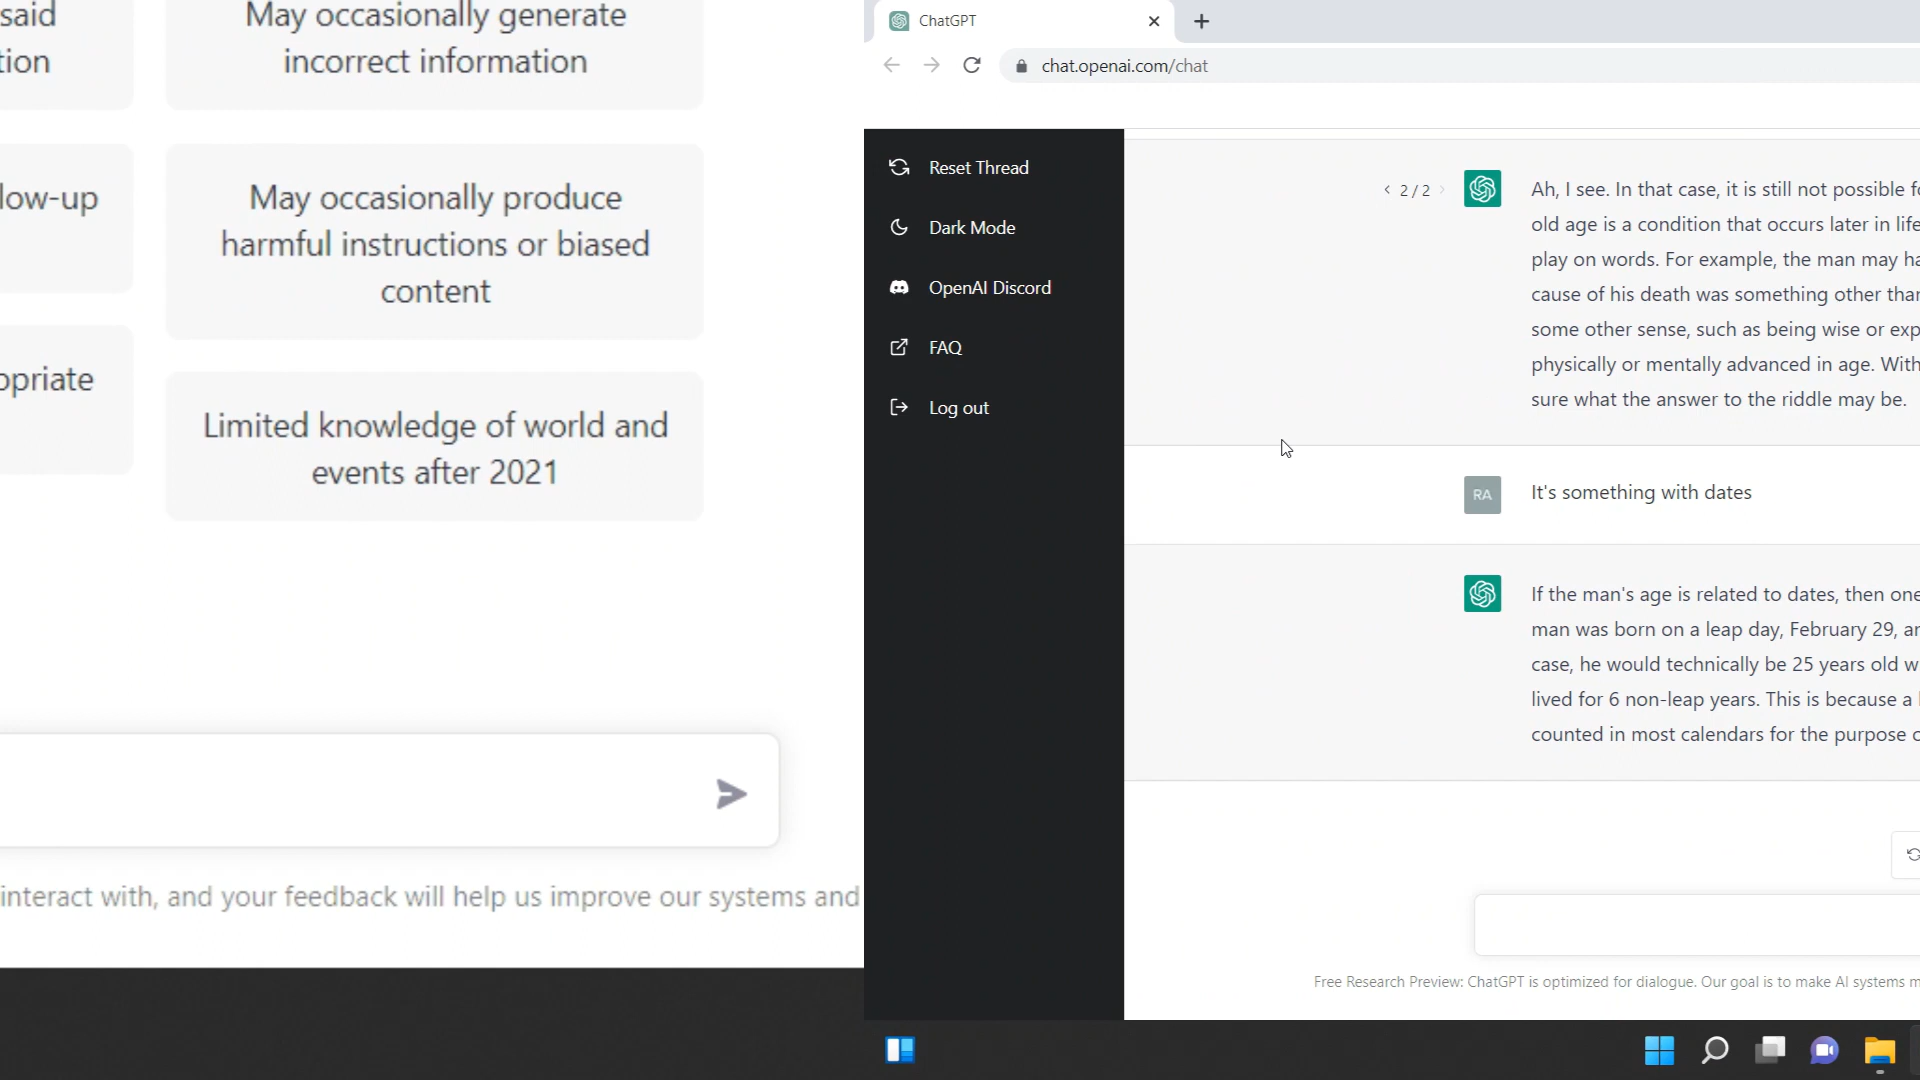 said
tion
May occasionally generate
incorrect information
low-up
May occasionally produce
harmful instructions or biased
content
opriate
Limited knowledge of world and
events after 2021
interact with, and your feedback will help us improve our systems and
ChatGPT
chat.openai.com/chat
Reset Thread
Dark Mode
OpenAI Discord
FAQ
Log out
< 2 / 2 >
Ah, I see. In that case, it is still not possible
old age is a condition that occurs later in life
play on words. For example, the man may
cause of his death was something other
some other sense, such as being wise or
physically or mentally advanced in age.
sure what the answer to the riddle may be.
RA
It's something with dates
If the man's age is related to dates, then one
man was born on a leap day, February 29,
case, he would technically be 25 years old
lived for 6 non-leap years. This is because a
counted in most calendars for the purpose
Free Research Preview: ChatGPT is optimized for dialogue. Our goal is to make AI systems